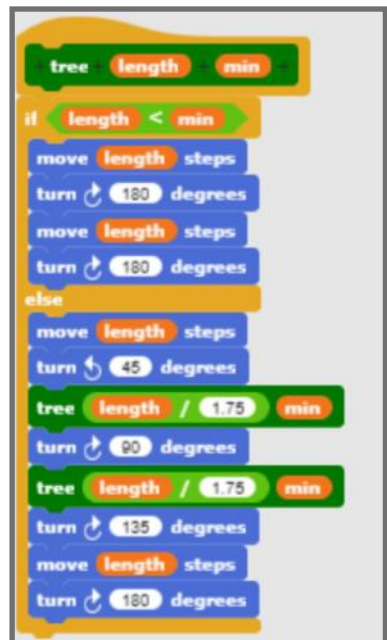 + tree + length + min +
if length < min
move length steps
turn ↻ 180 degrees
move length steps
turn ↻ 180 degrees
else
move length steps
turn ↺ 45 degrees
tree length / 1.75 min
turn ↻ 90 degrees
tree length / 1.75 min
turn ↻ 135 degrees
move length steps
turn ↻ 180 degrees